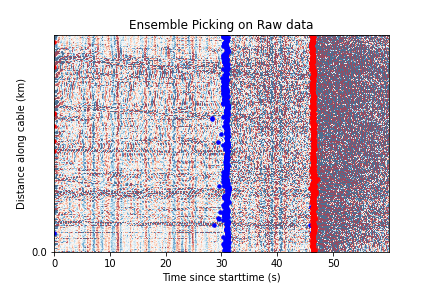 Ensemble Picking on Raw data
Distance along cable (km)
0.0
0 10 20 30 40 50
Time since starttime (s)